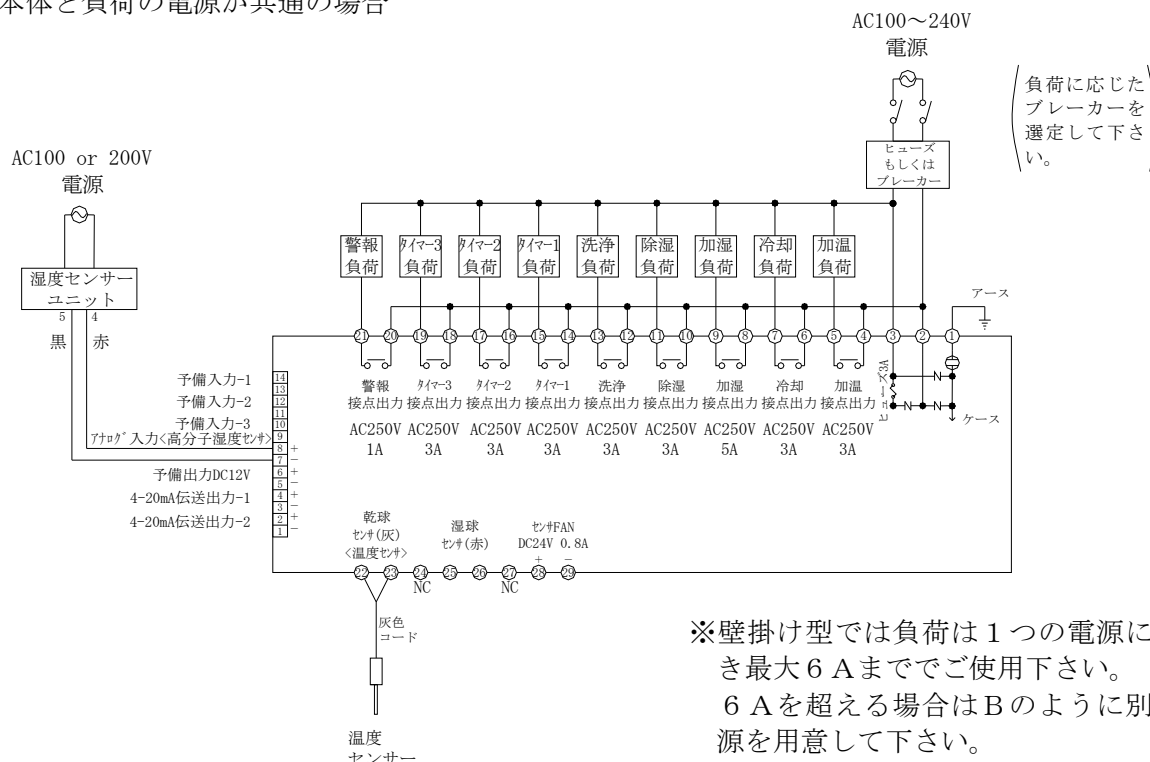 本体と負荷の電源が共通の場合
AC100～240V
電源
負荷に応じた
ブレーカーを
選定して下さ
い。
ヒューズ
もしくは
ブレーカー
AC100 or 200V
電源
湿度センサー
ユニット
5 4
黒 赤
警報 ﾀｲﾏｰ3 ﾀｲﾏｰ2 ﾀｲﾏｰ1 洗浄 除湿 加湿 冷却 加温
負荷 負荷 負荷 負荷 負荷 負荷 負荷 負荷 負荷
アース
㉑ ⑳ ⑲ ⑱ ⑰ ⑯ ⑮ ⑭ ⑬ ⑫ ⑪ ⑩ ⑨ ⑧ ⑦ ⑥ ⑤ ④ ③ ② ①
警報 ﾀｲﾏｰ3 ﾀｲﾏｰ2 ﾀｲﾏｰ1 洗浄 除湿 加湿 冷却 加温
接点出力 接点出力 接点出力 接点出力 接点出力 接点出力 接点出力 接点出力 接点出力
AC250V AC250V AC250V AC250V AC250V AC250V AC250V AC250V AC250V
1A 3A 3A 3A 3A 3A 5A 3A 3A
ヒューズ3A
N
N N
ケース
予備入力-1 14
13
予備入力-2 12
11
予備入力-3 10
ｱﾅﾛｸﾞ入力<高分子湿度ｾﾝｻ> 9
8 +
7 -
予備出力DC12V 6 +
5 -
4-20mA伝送出力-1 4 +
3 -
4-20mA伝送出力-2 2 +
1 -
乾球
ｾﾝｻ(灰)
<温度ｾﾝｻ>
湿球
ｾﾝｻ(赤)
ｾﾝｻFAN
DC24V 0.8A
+ -
㉒ ㉓ ㉔ ㉕ ㉖ ㉗ ㉘ ㉙
NC NC
灰色
コード
温度
センサー
※壁掛け型では負荷は１つの電源に
き最大６Ａまででご使用下さい。
６Ａを超える場合はＢのように別
源を用意して下さい。